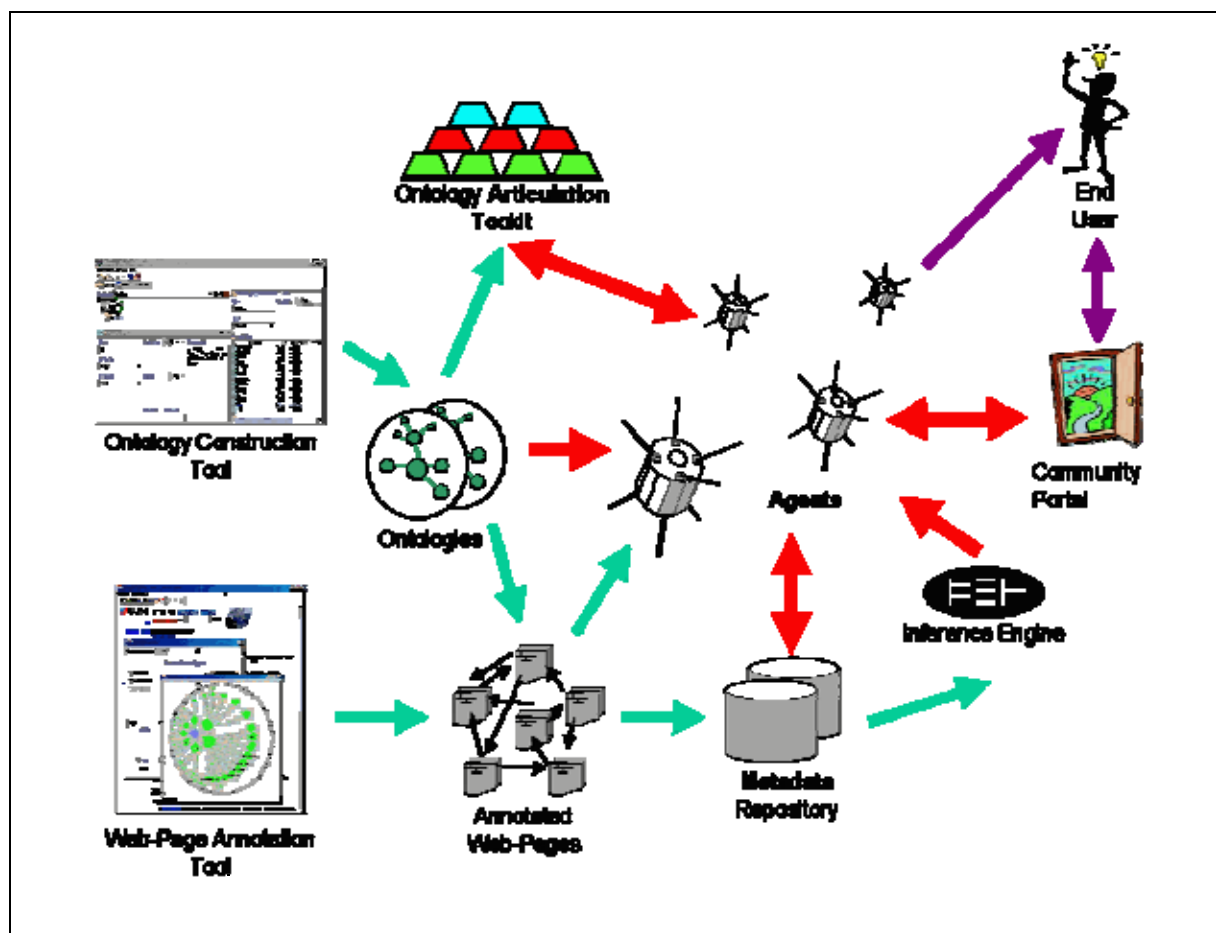 Ontology Articulation
Toolkit
End
User
Ontology Construction
Tool
Ontologies
Agents
Community
Portal
Inference Engine
Web-Page Annotation
Tool
Annotated
Web-Pages
Metadata
Repository